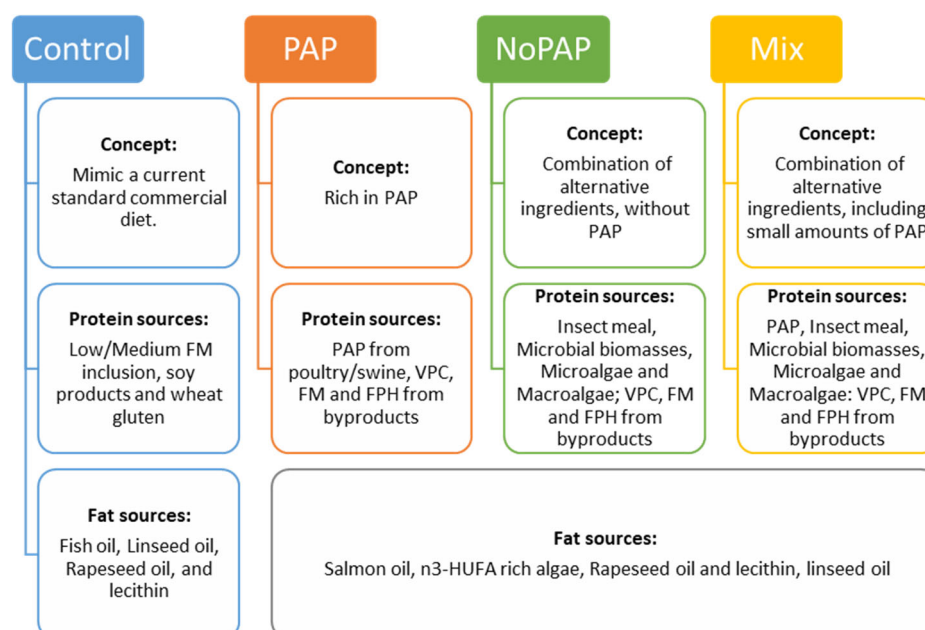 Control
PAP
NoPAP
Mix
Concept:
Mimic a current
standard commercial
diet.
Concept:
Rich in PAP
Concept:
Combination of
alternative
ingredients, without
PAP
Concept:
Combination of
alternative
ingredients, including
small amounts of PAP
Protein sources:
Low/Medium FM
inclusion, soy
products and wheat
gluten
Protein sources:
PAP from
poultry/swine, VPC,
FM and FPH from
byproducts
Protein sources:
Insect meal,
Microbial biomasses,
Microalgae and
Macroalgae; VPC, FM
and FPH from
byproducts
Protein sources:
PAP, Insect meal,
Microbial biomasses,
Microalgae and
Macroalgae: VPC, FM
and FPH from
byproducts
Fat sources:
Fish oil, Linseed oil,
Rapeseed oil, and
lecithin
Fat sources:
Salmon oil, n3-HUFA rich algae, Rapeseed oil and lecithin, linseed oil